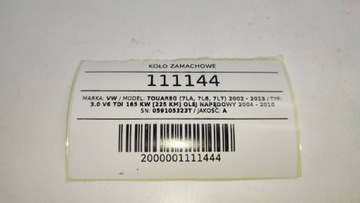 KOŁO ZAMACHOWE
111144
MARKA: VW / MODEL: TOUAREG (7LA, 7L6, 7L7) 2002 - 2013 / TYP:
3.0 V6 TDI 165 KW [225 KM] OLEJ NAPĘDOWY 2004 - 2010
SN: 059105323T / JAKOŚĆ: A
2000001111444